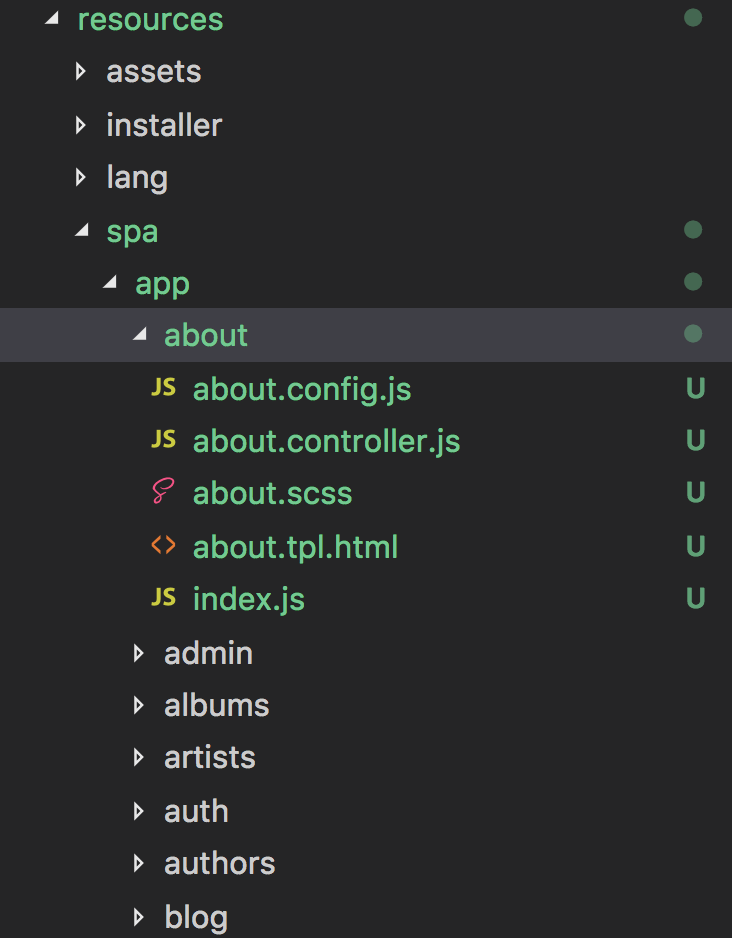 resources
assets
installer
lang
spa
app
about
JS about.config.js U
JS about.controller.js U
about.scss U
<> about.tpl.html U
JS index.js U
admin
albums
artists
auth
authors
blog